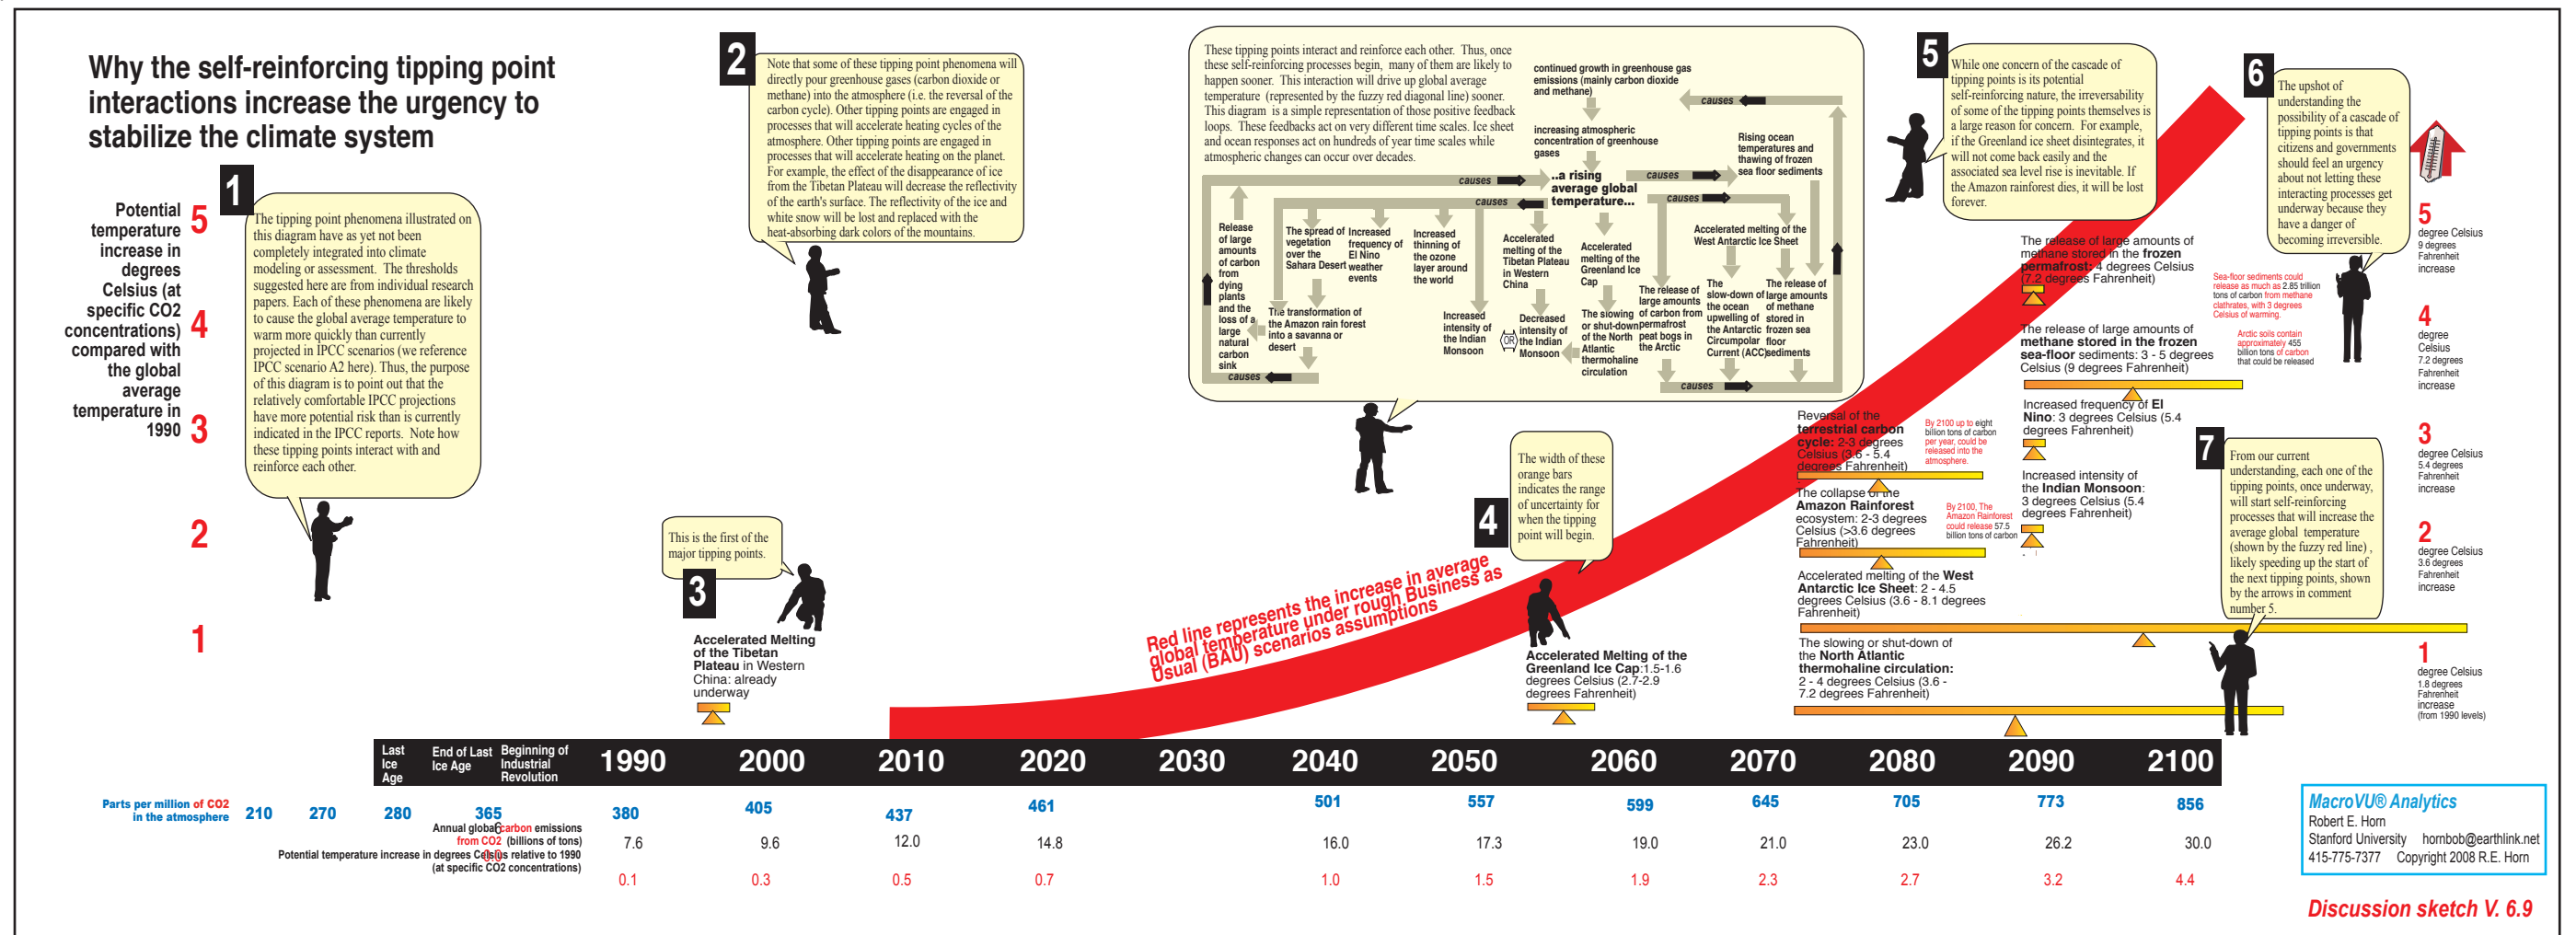 Why the self-reinforcing tipping point
interactions increase the urgency to
stabilize the climate system
Potential
temperature
increase in
degrees
Celsius (at
specific CO2
concentrations)
compared with
the global
average
temperature in
1990
5
4
3
2
1
1
The tipping point phenomena illustrated on
this diagram have as yet not been
completely integrated into climate
modeling or assessment. The thresholds
suggested here are from individual research
papers. Each of these phenomena are likely
to cause the global average temperature to
warm more quickly than currently
projected in IPCC scenarios (we reference
IPCC scenario A2 here). Thus, the purpose
of this diagram is to point out that the
relatively comfortable IPCC projections
have more potential risk than is currently
indicated in the IPCC reports. Note how
these tipping points interact with and
reinforce each other.
2
Note that some of these tipping point phenomena will
directly pour greenhouse gases (carbon dioxide or
methane) into the atmosphere (i.e. the reversal of the
carbon cycle). Other tipping points are engaged in
processes that will accelerate heating cycles of the
atmosphere. Other tipping points are engaged in
processes that will accelerate heating on the planet.
For example, the effect of the disappearance of ice
from the Tibetan Plateau will decrease the reflectivity
of the earth's surface. The reflectivity of the ice and
white snow will be lost and replaced with the
heat-absorbing dark colors of the mountains.
This is the first of the
major tipping points.
3
Accelerated Melting
of the Tibetan
Plateau in Western
China: already
underway
These tipping points interact and reinforce each other. Thus, once
these self-reinforcing processes begin, many of them are likely to
happen sooner. This interaction will drive up global average
temperature (represented by the fuzzy red diagonal line) sooner.
This diagram is a simple representation of those positive feedback
loops. These feedbacks act on very different time scales. Ice sheet
and ocean responses act on hundreds of year time scales while
atmospheric changes can occur over decades.
continued growth in greenhouse gas
emissions (mainly carbon dioxide
and methane)
causes
increasing atmospheric
concentration of greenhouse
gases
Rising ocean
temperatures and
thawing of frozen
sea floor sediments
causes
..a rising
average global
temperature...
causes
causes
causes
Release
of large
amounts
of carbon
from
dying
plants
and the
loss of a
large
natural
carbon
sink
The spread of
vegetation
over the
Sahara Desert
Increased
frequency of
El Nino
weather
events
Increased
thinning of
the ozone
layer around
the world
Accelerated
melting of the
Tibetan Plateau
in Western
China
Accelerated
melting of the
Greenland Ice
Cap
Accelerated melting of the
West Antarctic Ice Sheet
The transformation of
the Amazon rain forest
into a savanna or
desert
Increased
intensity of
the Indian
Monsoon
OR
Decreased
intensity of
the Indian
Monsoon
The slowing
or shut-down
of the North
Atlantic
thermohaline
circulation
The release of
large amounts
of carbon from
permafrost
peat bogs in
the Arctic
The
slow-down of
the ocean
upwelling of
the Antarctic
Circumpolar
Current (ACC)
The release of
large amounts
of methane
stored in
frozen sea
floor
sediments
causes
causes
4
The width of these
orange bars
indicates the range
of uncertainty for
when the tipping
point will begin.
Red line represents the increase in average
global temperature under rough Business as
Usual (BAU) scenarios assumptions
Accelerated Melting of the
Greenland Ice Cap:1.5-1.6
degrees Celsius (2.7-2.9
degrees Fahrenheit)
5
While one concern of the cascade of
tipping points is its potential
self-reinforcing nature, the irreversability
of some of the tipping points themselves is
a large reason for concern. For example,
if the Greenland ice sheet disintegrates, it
will not come back easily and the
associated sea level rise is inevitable. If
the Amazon rainforest dies, it will be lost
forever.
6
The upshot of
understanding the
possibility of a cascade of
tipping points is that
citizens and governments
should feel an urgency
about not letting these
interacting processes get
underway because they
have a danger of
becoming irreversible.
The release of large amounts of
methane stored in the frozen
permafrost: 4 degrees Celsius
(7.2 degrees Fahrenheit)
Sea-floor sediments could
release as much as 2.85 trillion
tons of carbon from methane
clathrates, with 3 degrees
Celsius of warming.
The release of large amounts of
methane stored in the frozen
sea-floor sediments: 3 - 5 degrees
Celsius (9 degrees Fahrenheit)
Arctic soils contain
approximately 455
billion tons of carbon
that could be released
Reversal of the
terrestrial carbon
cycle: 2-3 degrees
Celsius (3.6 - 5.4
degrees Fahrenheit)
By 2100 up to eight
billion tons of carbon
per year, could be
released into the
atmosphere.
Increased frequency of El
Nino: 3 degrees Celsius (5.4
degrees Fahrenheit)
The collapse of the
Amazon Rainforest
ecosystem: 2-3 degrees
Celsius (>3.6 degrees
Fahrenheit)
By 2100, The
Amazon Rainforest
could release 57.5
billion tons of carbon
Increased intensity of
the Indian Monsoon:
3 degrees Celsius (5.4
degrees Fahrenheit)
Accelerated melting of the West
Antarctic Ice Sheet: 2 - 4.5
degrees Celsius (3.6 - 8.1 degrees
Fahrenheit)
The slowing or shut-down of
the North Atlantic
thermohaline circulation:
2 - 4 degrees Celsius (3.6 -
7.2 degrees Fahrenheit)
7
From our current
understanding, each one of the
tipping points, once underway,
will start self-reinforcing
processes that will increase the
average global temperature
(shown by the fuzzy red line) ,
likely speeding up the start of
the next tipping points, shown
by the arrows in comment
number 5.
5
degree Celsius
9 degrees
Fahrenheit
increase
4
degree
Celsius
7.2 degrees
Fahrenheit
increase
3
degree Celsius
5.4 degrees
Fahrenheit
increase
2
degree Celsius
3.6 degrees
Fahrenheit
increase
1
degree Celsius
1.8 degrees
Fahrenheit
increase
(from 1990 levels)
Last
Ice
Age
End of Last
Ice Age
Beginning of
Industrial
Revolution
1990 2000 2010 2020 2030 2040 2050 2060 2070 2080 2090 2100
Parts per million of CO2
in the atmosphere
210 270 280 365 380 405 437 461 501 557 599 645 705 773 856
Annual global carbon emissions
from CO2 (billions of tons)
6 7.6 9.6 12.0 14.8 16.0 17.3 19.0 21.0 23.0 26.2 30.0
Potential temperature increase in degrees Celsius relative to 1990
(at specific CO2 concentrations)
0.0 0.1 0.3 0.5 0.7 1.0 1.5 1.9 2.3 2.7 3.2 4.4
MacroVU® Analytics
Robert E. Horn
Stanford University hornbob@earthlink.net
415-775-7377 Copyright 2008 R.E. Horn
Discussion sketch V. 6.9